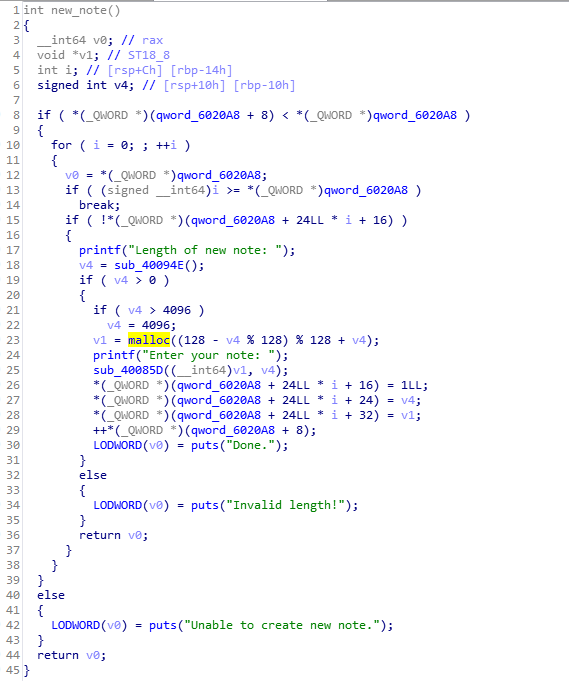 1 int new_note()
2 {
3   __int64 v0; // rax
4   void *v1; // ST18_8
5   int i; // [rsp+Ch] [rbp-14h]
6   signed int v4; // [rsp+10h] [rbp-10h]
7
8   if ( *(_QWORD *)(qword_6020A8 + 8) < *(_QWORD *)qword_6020A8 )
9   {
10     for ( i = 0; ; ++i )
11     {
12       v0 = *(_QWORD *)qword_6020A8;
13       if ( (signed __int64)i >= *(_QWORD *)qword_6020A8 )
14         break;
15       if ( !*(_QWORD *)(qword_6020A8 + 24LL * i + 16) )
16       {
17         printf("Length of new note: ");
18         v4 = sub_40094E();
19         if ( v4 > 0 )
20         {
21           if ( v4 > 4096 )
22             v4 = 4096;
23           v1 = malloc((128 - v4 % 128) % 128 + v4);
24           printf("Enter your note: ");
25           sub_40085D((__int64)v1, v4);
26           *(_QWORD *)(qword_6020A8 + 24LL * i + 16) = 1LL;
27           *(_QWORD *)(qword_6020A8 + 24LL * i + 24) = v4;
28           *(_QWORD *)(qword_6020A8 + 24LL * i + 32) = v1;
29           ++*(_QWORD *)(qword_6020A8 + 8);
30           LODWORD(v0) = puts("Done.");
31         }
32         else
33         {
34           LODWORD(v0) = puts("Invalid length!");
35         }
36         return v0;
37       }
38     }
39   }
40   else
41   {
42     LODWORD(v0) = puts("Unable to create new note.");
43   }
44   return v0;
45 }